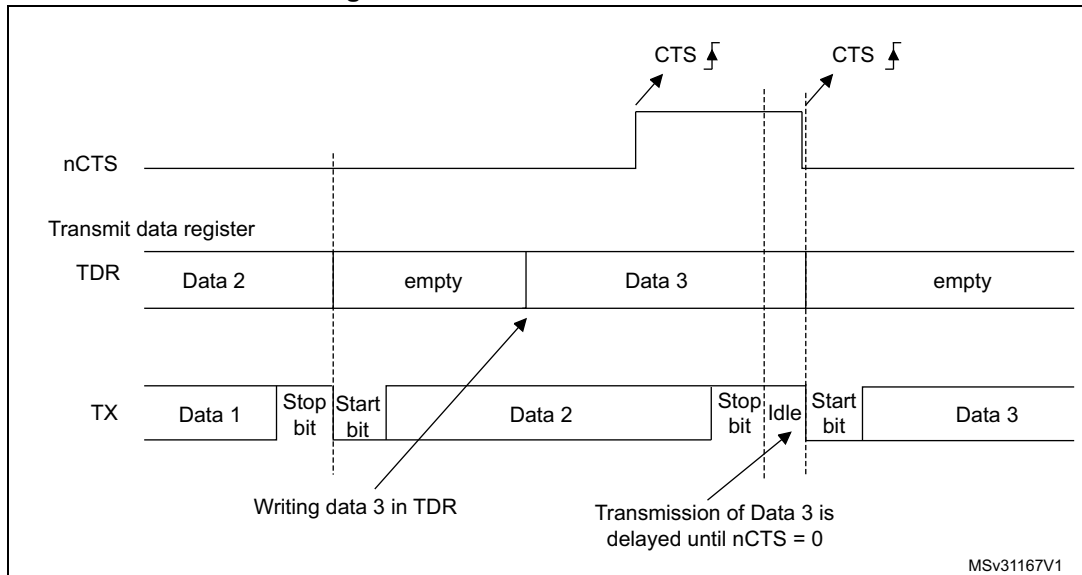 CTS
CTS
nCTS
Transmit data register
TDR
Data 2
empty
Data 3
empty
TX
Data 1
Stop
bit
Start
bit
Data 2
Stop
bit
Idle
Start
bit
Data 3
Writing data 3 in TDR
Transmission of Data 3 is
delayed until nCTS = 0
MSv31167V1